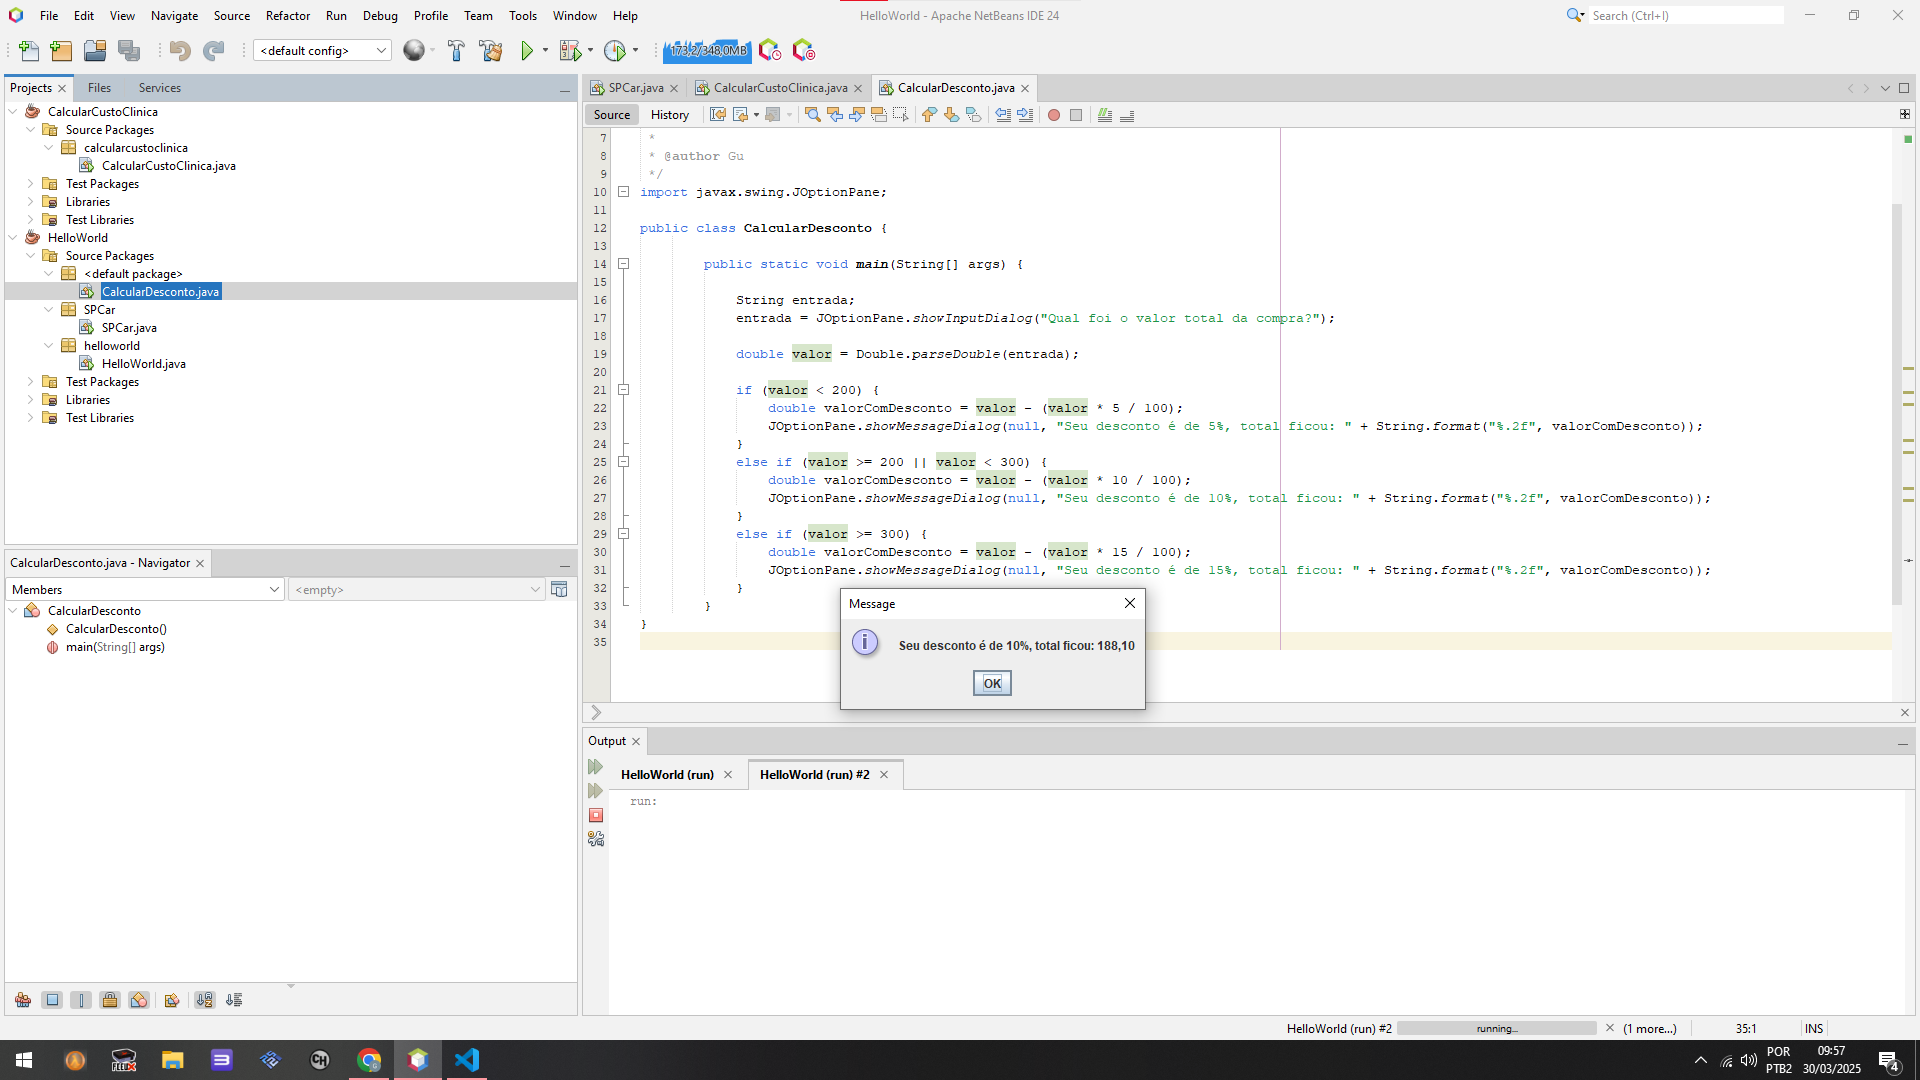 File Edit View Navigate Source Refactor Run Debug Profile Team Tools Window Help
HelloWorld - Apache NetBeans IDE 24
Search (Ctrl+I)
<default config>
173,2/348,0MB
Projects Files Services
CalcularCustoClinica
Source Packages
calcularcustoclinica
CalcularCustoClinica.java
Test Packages
Libraries
Test Libraries
HelloWorld
Source Packages
<default package>
CalcularDesconto.java
SPCar
SPCar.java
helloworld
HelloWorld.java
Test Packages
Libraries
Test Libraries
CalcularDesconto.java - Navigator
Members
<empty>
CalcularDesconto
CalcularDesconto()
main(String[] args)
SPCar.java CalcularCustoClinica.java CalcularDesconto.java
Source History
7 *
8 * @author Gu
9 */
10 import javax.swing.JOptionPane;
11
12 public class CalcularDesconto {
13
14 public static void main(String[] args) {
15
16 String entrada;
17 entrada = JOptionPane.showInputDialog("Qual foi o valor total da compra?");
18
19 double valor = Double.parseDouble(entrada);
20
21 if (valor < 200) {
22 double valorComDesconto = valor - (valor * 5 / 100);
23 JOptionPane.showMessageDialog(null, "Seu desconto é de 5%, total ficou: " + String.format("%.2f", valorComDesconto));
24 }
25 else if (valor >= 200 || valor < 300) {
26 double valorComDesconto = valor - (valor * 10 / 100);
27 JOptionPane.showMessageDialog(null, "Seu desconto é de 10%, total ficou: " + String.format("%.2f", valorComDesconto));
28 }
29 else if (valor >= 300) {
30 double valorComDesconto = valor - (valor * 15 / 100);
31 JOptionPane.showMessageDialog(null, "Seu desconto é de 15%, total ficou: " + String.format("%.2f", valorComDesconto));
32 }
33 }
34 }
35
Message
Seu desconto é de 10%, total ficou: 188,10
OK
Output
HelloWorld (run) HelloWorld (run) #2
run:
HelloWorld (run) #2 running... (1 more...) 35:1 INS
POR
PTB2
09:57
30/03/2025
4